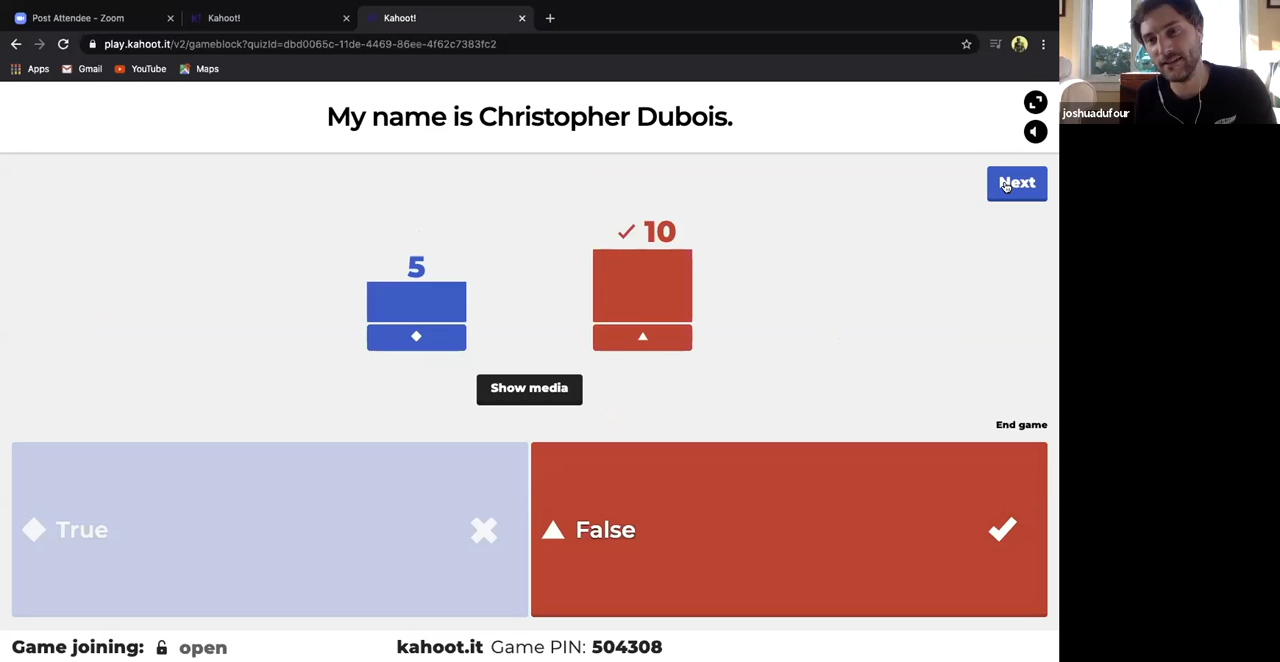 Post Attendee - Zoom
Kahoot!
Kahoot!
play.kahoot.it/v2/gameblock?quizId=dbd0065c-11de-4469-86ee-4f62c7383fc2
Apps Gmail YouTube Maps
My name is Christopher Dubois.
joshuadufour
Next
5
10
Show media
End game
True
False
Game joining: open
kahoot.it Game PIN: 504308